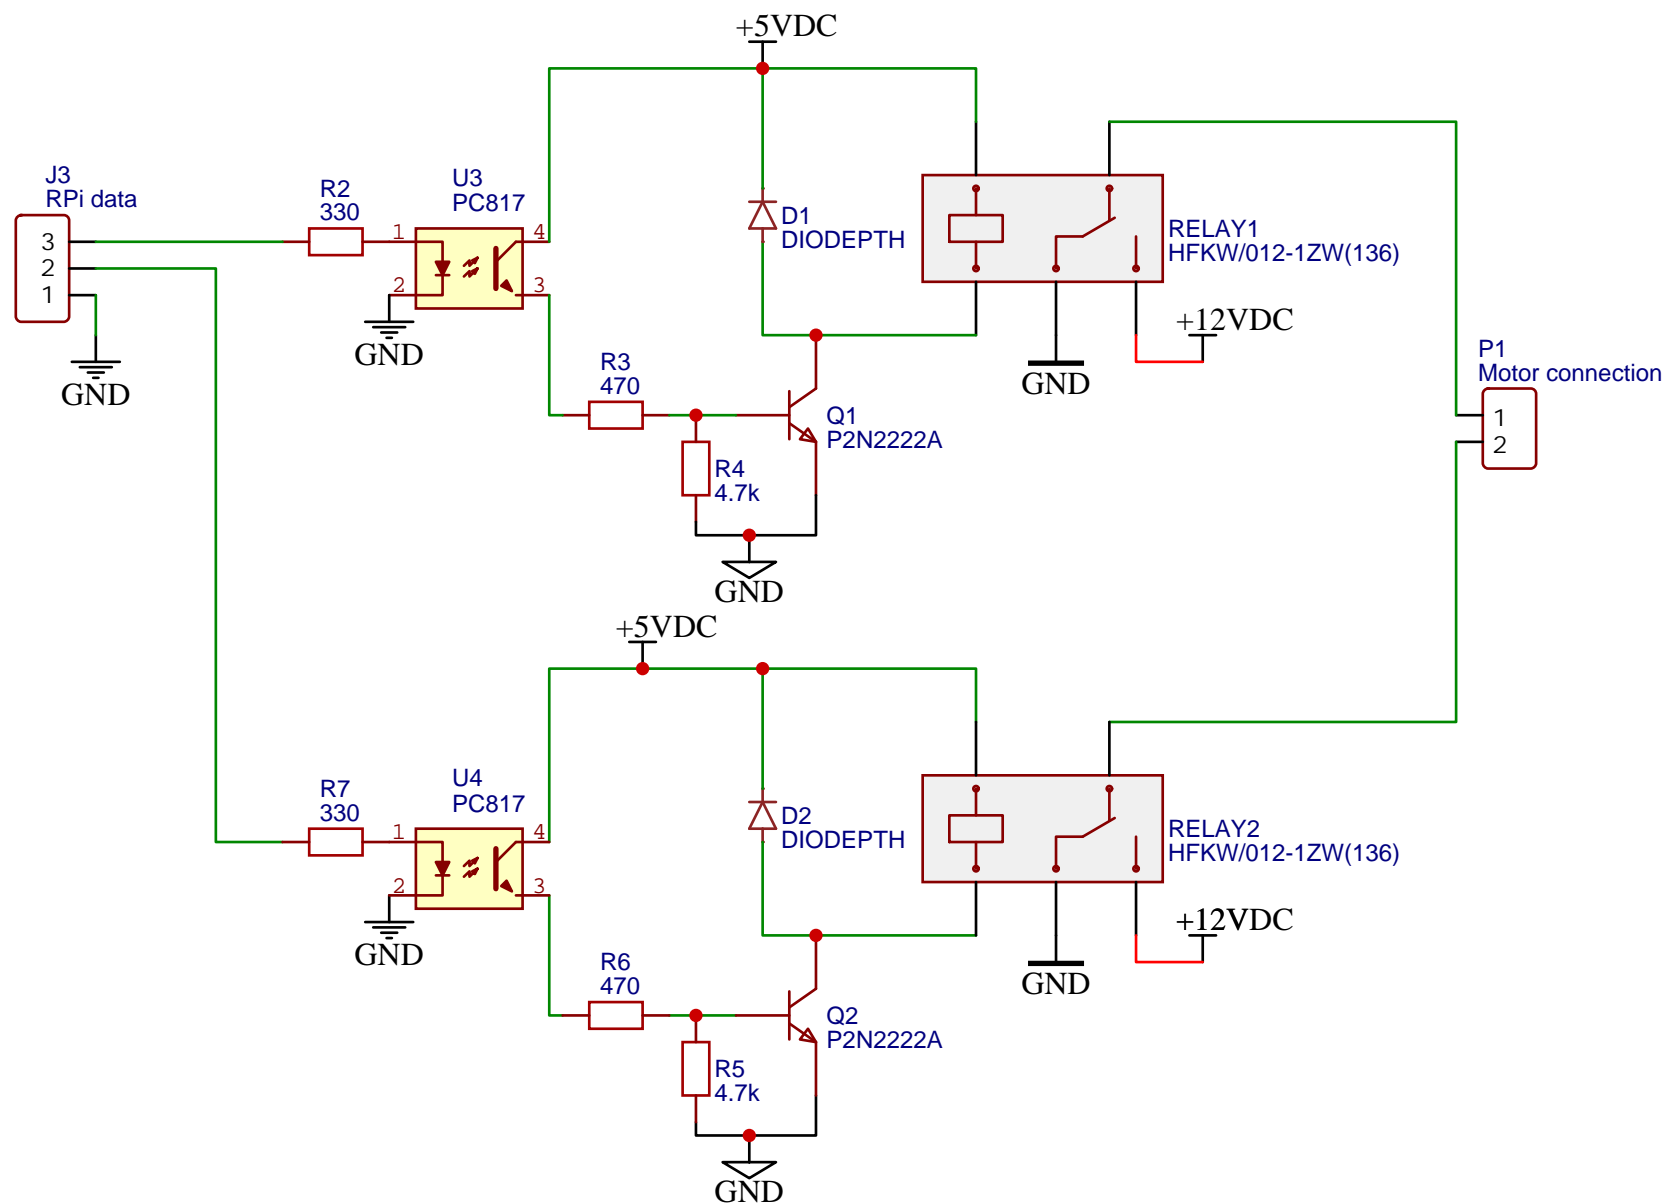 +5VDC
J3
RPi data
3
2
1
GND
R2
330
U3
PC817
1
2
4
3
GND
D1
DIODEPTH
RELAY1
HFKW/012-1ZW(136)
+12VDC
GND
R3
470
Q1
P2N2222A
R4
4.7k
GND
P1
Motor connection
1
2
+5VDC
R7
330
U4
PC817
1
2
4
3
GND
D2
DIODEPTH
RELAY2
HFKW/012-1ZW(136)
+12VDC
GND
R6
470
Q2
P2N2222A
R5
4.7k
GND